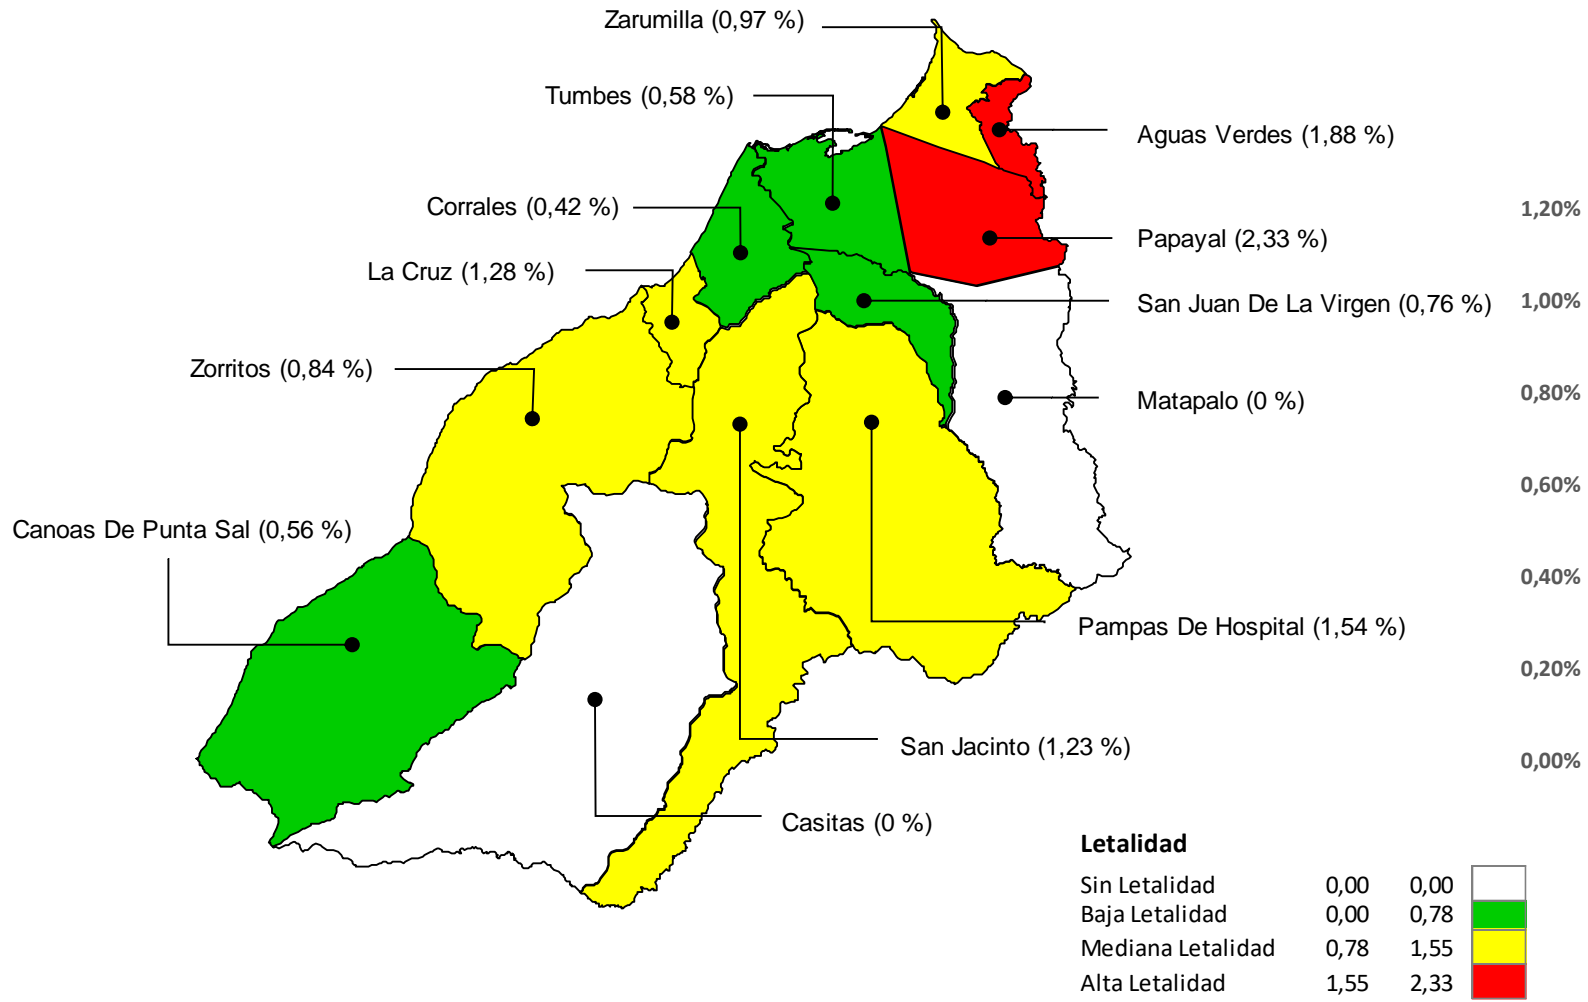 Zarumilla (0,97 %)
Tumbes (0,58 %)
Aguas Verdes (1,88 %)
Corrales (0,42 %)
1,20%
Papayal (2,33 %)
La Cruz (1,28 %)
San Juan De La Virgen (0,76 %)
1,00%
Zorritos (0,84 %)
Matapalo (0 %)
0,80%
0,60%
Canoas De Punta Sal (0,56 %)
0,40%
Pampas De Hospital (1,54 %)
0,20%
San Jacinto (1,23 %)
0,00%
Casitas (0 %)
Letalidad
Sin Letalidad 0,00 0,00
Baja Letalidad 0,00 0,78
Mediana Letalidad 0,78 1,55
Alta Letalidad 1,55 2,33